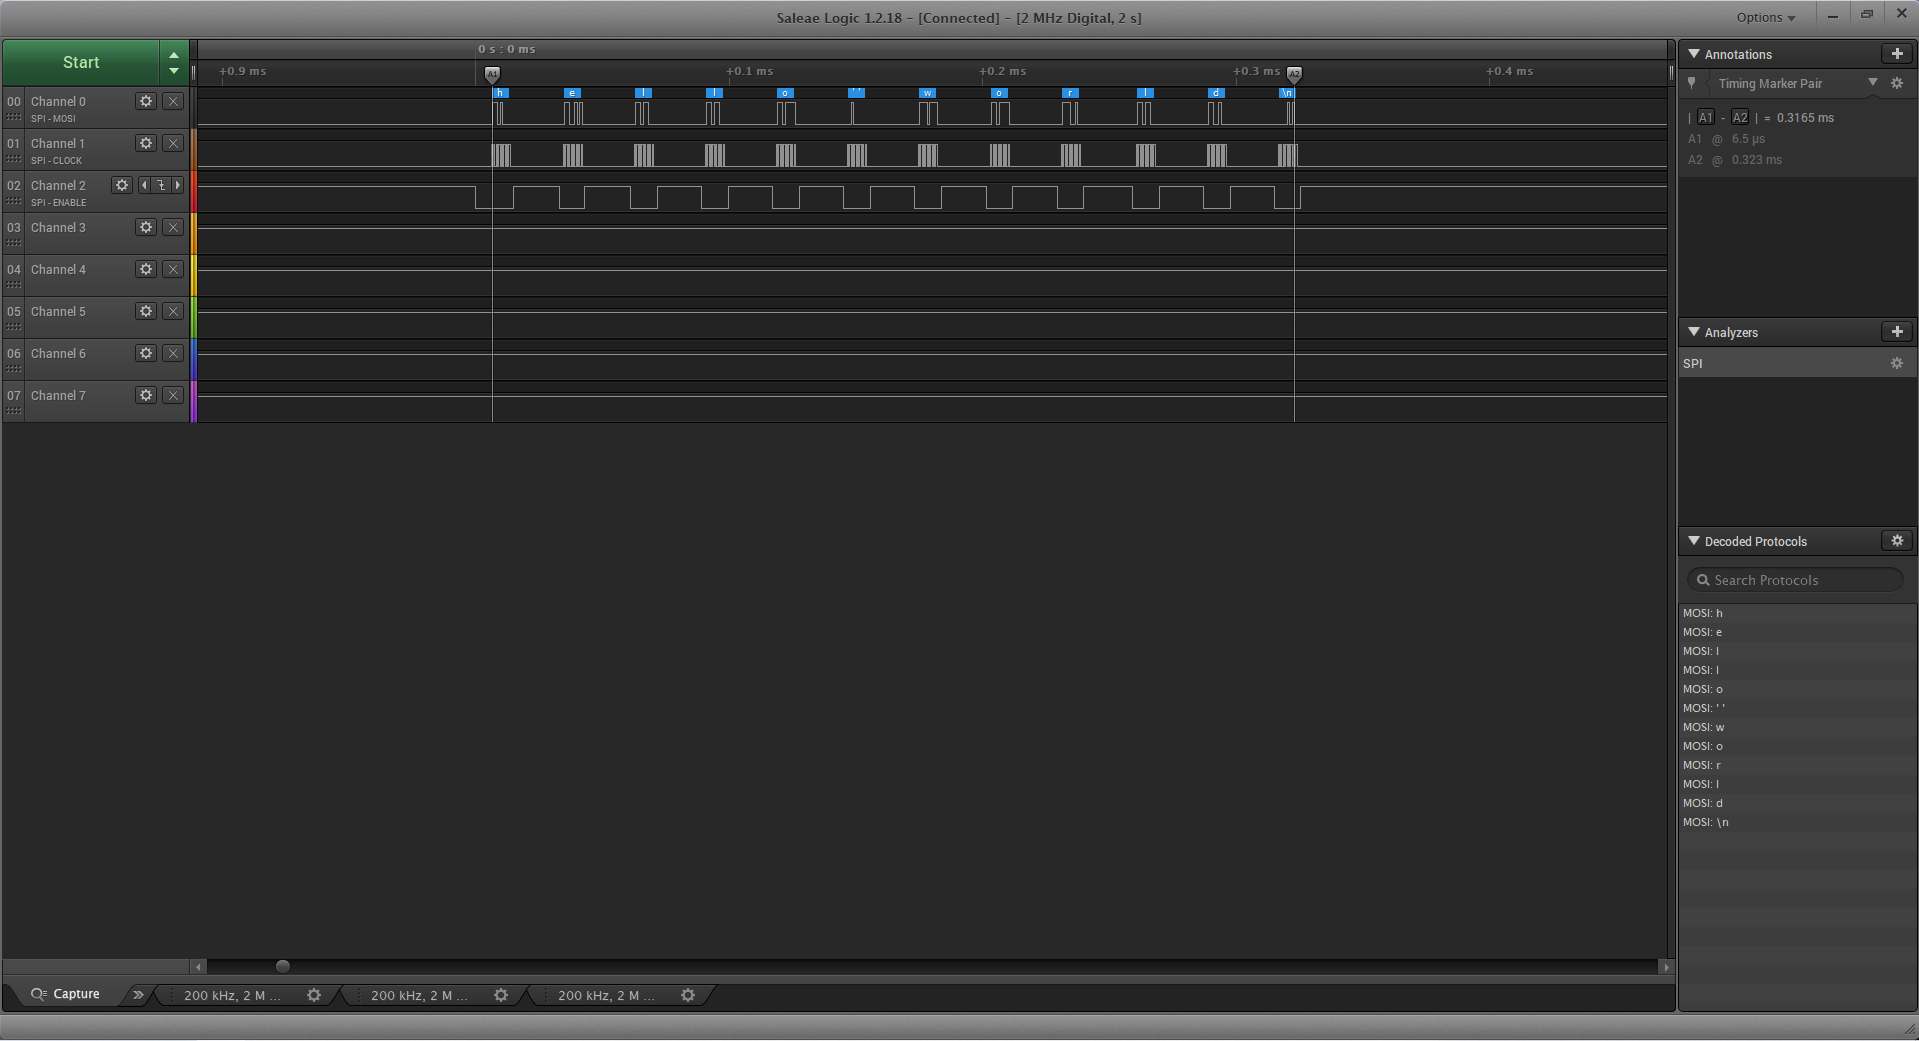 Saleae Logic 1.2.18 - [Connected] - [2 MHz Digital, 2 s]
Options
Start
0 s : 0 ms
+0.9 ms
+0.1 ms
+0.2 ms
+0.3 ms
+0.4 ms
A1
A2
h e l l o ' ' w o r l d \n
00 Channel 0
SPI - MOSI
01 Channel 1
SPI - CLOCK
02 Channel 2
SPI - ENABLE
03 Channel 3
04 Channel 4
05 Channel 5
06 Channel 6
07 Channel 7
Capture
200 kHz, 2 M ...
200 kHz, 2 M ...
200 kHz, 2 M ...
Annotations
Timing Marker Pair
| A1 - A2 | = 0.3165 ms
A1 @ 6.5 µs
A2 @ 0.323 ms
Analyzers
SPI
Decoded Protocols
Search Protocols
MOSI: h
MOSI: e
MOSI: l
MOSI: l
MOSI: o
MOSI: ' '
MOSI: w
MOSI: o
MOSI: r
MOSI: l
MOSI: d
MOSI: \n